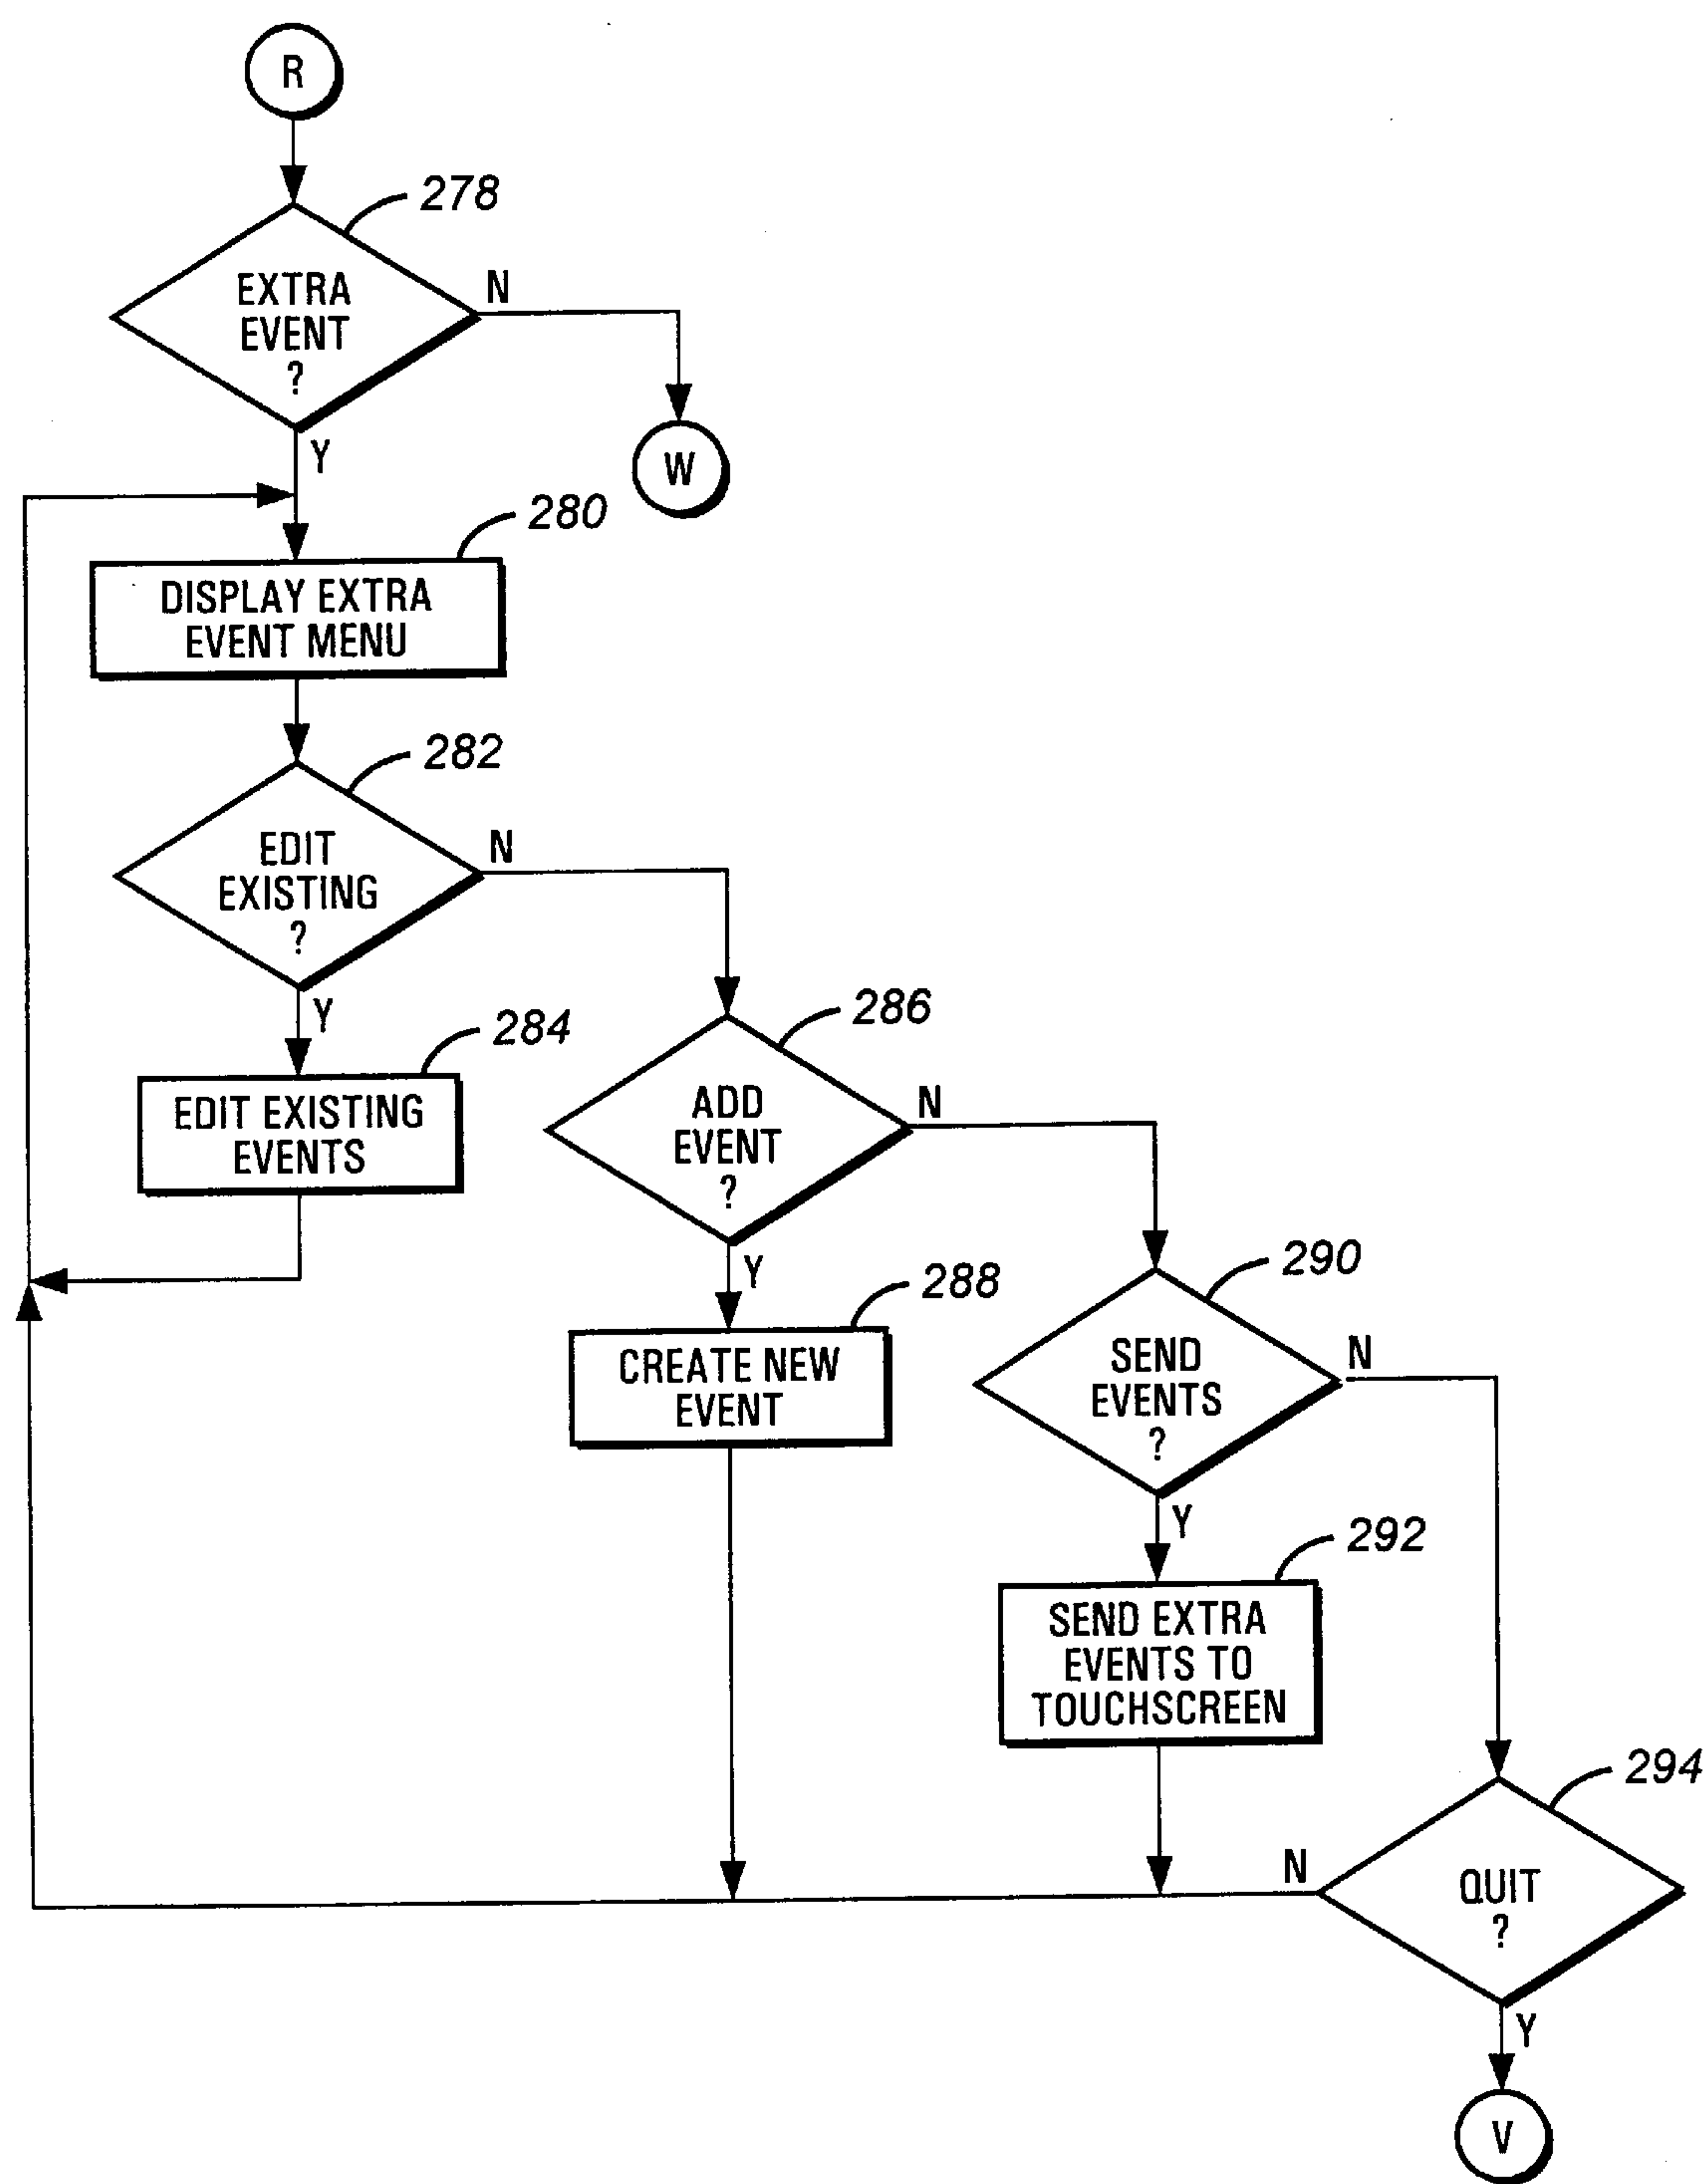 R
278
EXTRA
EVENT
?
N
Y
W
280
DISPLAY EXTRA
EVENT MENU
282
EDIT
EXISTING
?
N
Y
284
EDIT EXISTING
EVENTS
286
ADD
EVENT
?
N
Y
288
CREATE NEW
EVENT
290
SEND
EVENTS
?
N
Y
292
SEND EXTRA
EVENTS TO
TOUCHSCREEN
294
QUIT
?
N
Y
V